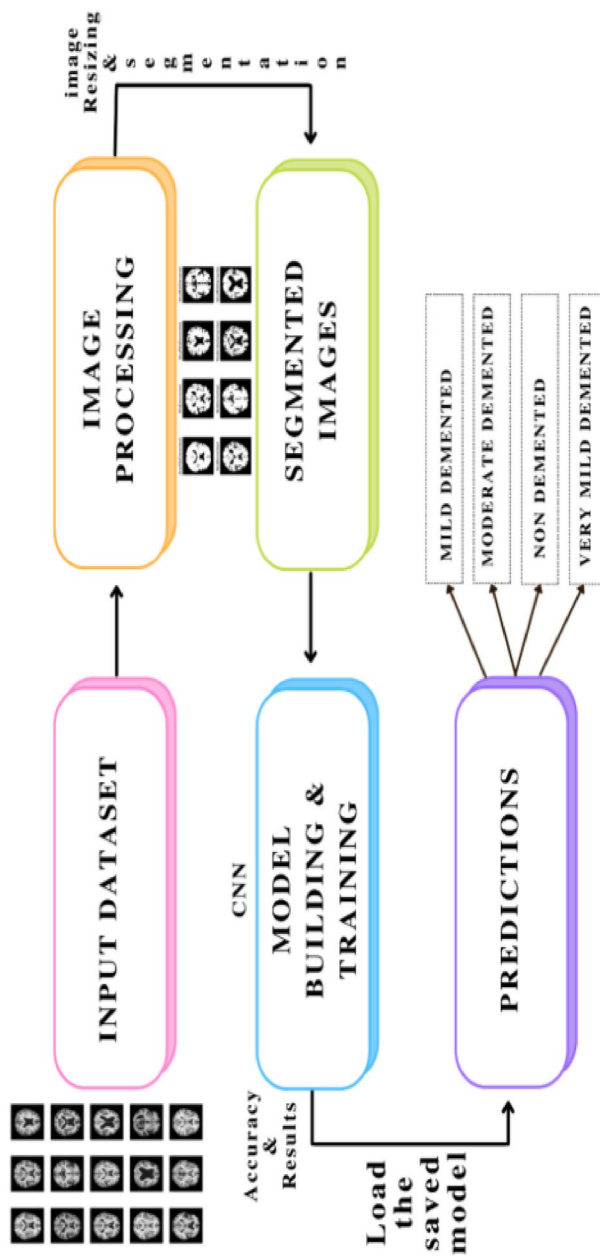 INPUT DATASET
IMAGE
PROCESSING
image
Resizing
&
segmentation
SEGMENTED
IMAGES
CNN
MODEL
BUILDING &
TRAINING
Accuracy
&
Results
Load
the
saved
model
PREDICTIONS
MILD DEMENTED
MODERATE DEMENTED
NON DEMENTED
VERY MILD DEMENTED